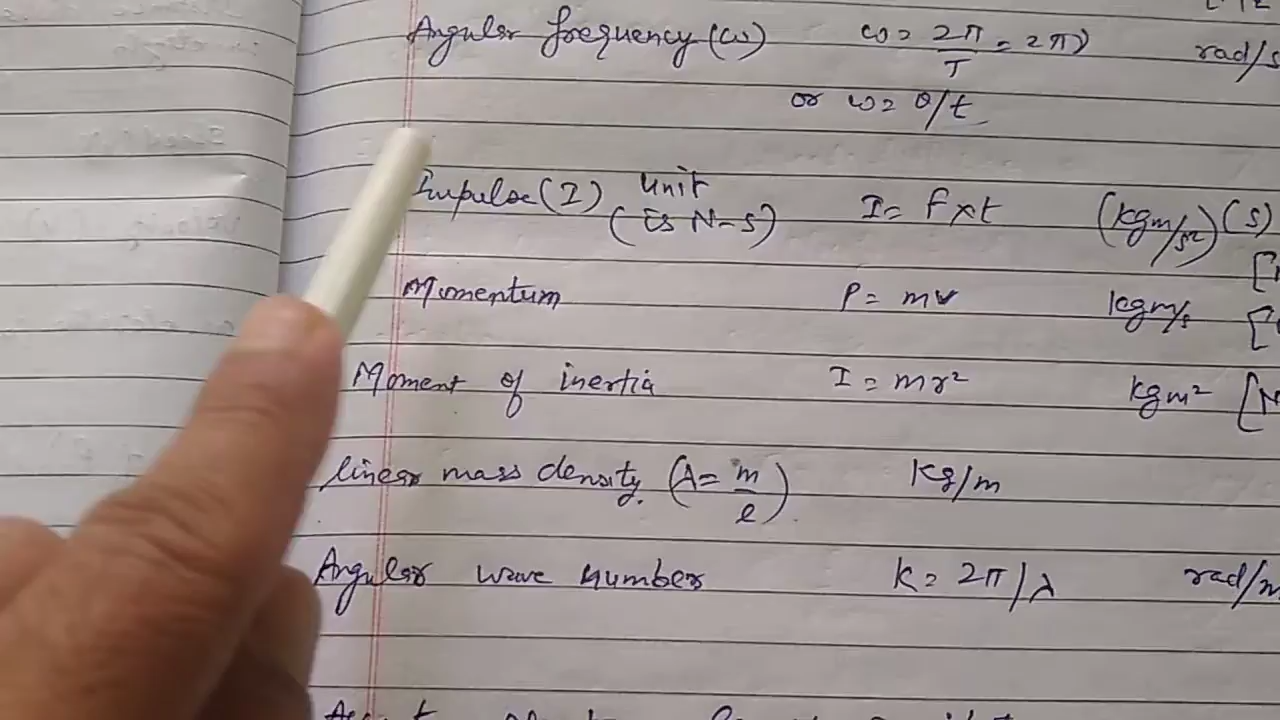 Angular frequency (ω) ω = 2π/T = 2πν rad/s
or ω = θ/t
Impulse (I) unit (is N-s) I = F × t (kgm/s²) (s)
Momentum P = mv kgm/s
Moment of inertia I = mr² kgm²
linear mass density. (λ = m/l) kg/m
Angular wave number K = 2π/λ rad/m